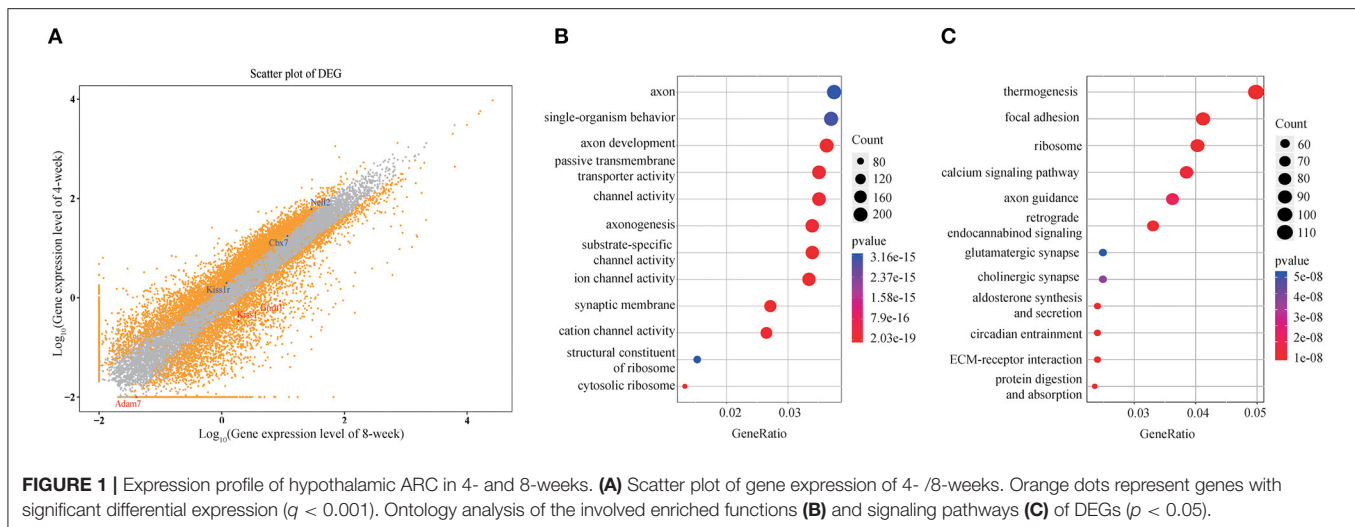 A
Scatter plot of DEG
4
2
0
−2
Log10(Gene expression level of 4-week)
Nell2
Cbx7
Kiss1r
Kiss1
Adam7
−2
0
2
4
Log10(Gene expression level of 8-week)
B
axon
single-organism behavior
axon development
passive transmembrane
transporter activity
channel activity
axonogenesis
substrate-specific
channel activity
ion channel activity
synaptic membrane
cation channel activity
structural constituent
of ribosome
cytosolic ribosome
0.02
0.03
GeneRatio
Count
80
120
160
200
pvalue
3.16e-15
2.37e-15
1.58e-15
7.9e-16
2.03e-19
C
thermogenesis
focal adhesion
ribosome
calcium signaling pathway
axon guidance
retrograde
endocannabinod signaling
glutamatergic synapse
cholinergic synapse
aldosterone synthesis
and secretion
circadian entrainment
ECM-receptor interaction
protein digestion
and absorption
0.03
0.04
0.05
GeneRatio
Count
60
70
80
90
100
110
pvalue
5e-08
4e-08
3e-08
2e-08
1e-08
FIGURE 1 | Expression profile of hypothalamic ARC in 4- and 8-weeks. (A) Scatter plot of gene expression of 4- /8-weeks. Orange dots represent genes with
significant differential expression (q < 0.001). Ontology analysis of the involved enriched functions (B) and signaling pathways (C) of DEGs (p < 0.05).